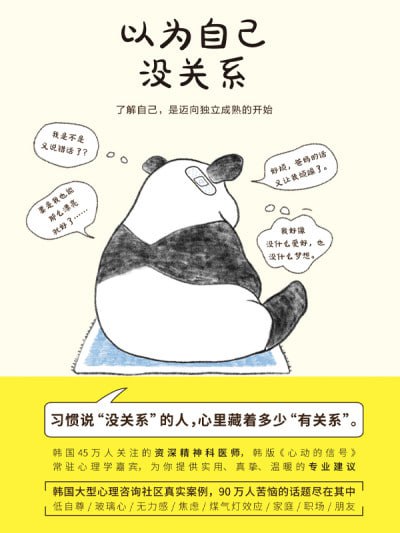 以为自己
没关系
了解自己，是迈向独立成熟的开始
我是不是
又说错话了？
好烦，爸妈的话
又让我烦躁了。
要是我也能
那么漂亮
就好了……
我好像
没什么爱好，也
没什么梦想。
习惯说“没关系”的人，心里藏着多少“有关系”。
韩国45万人关注的资深精神科医师，韩版《心动的信号》
常驻心理学嘉宾，为你提供实用、真挚、温暖的专业建议
韩国大型心理咨询社区真实案例，90万人苦恼的话题尽在其中
低自尊/玻璃心/无力感/焦虑/煤气灯效应/家庭/职场/朋友